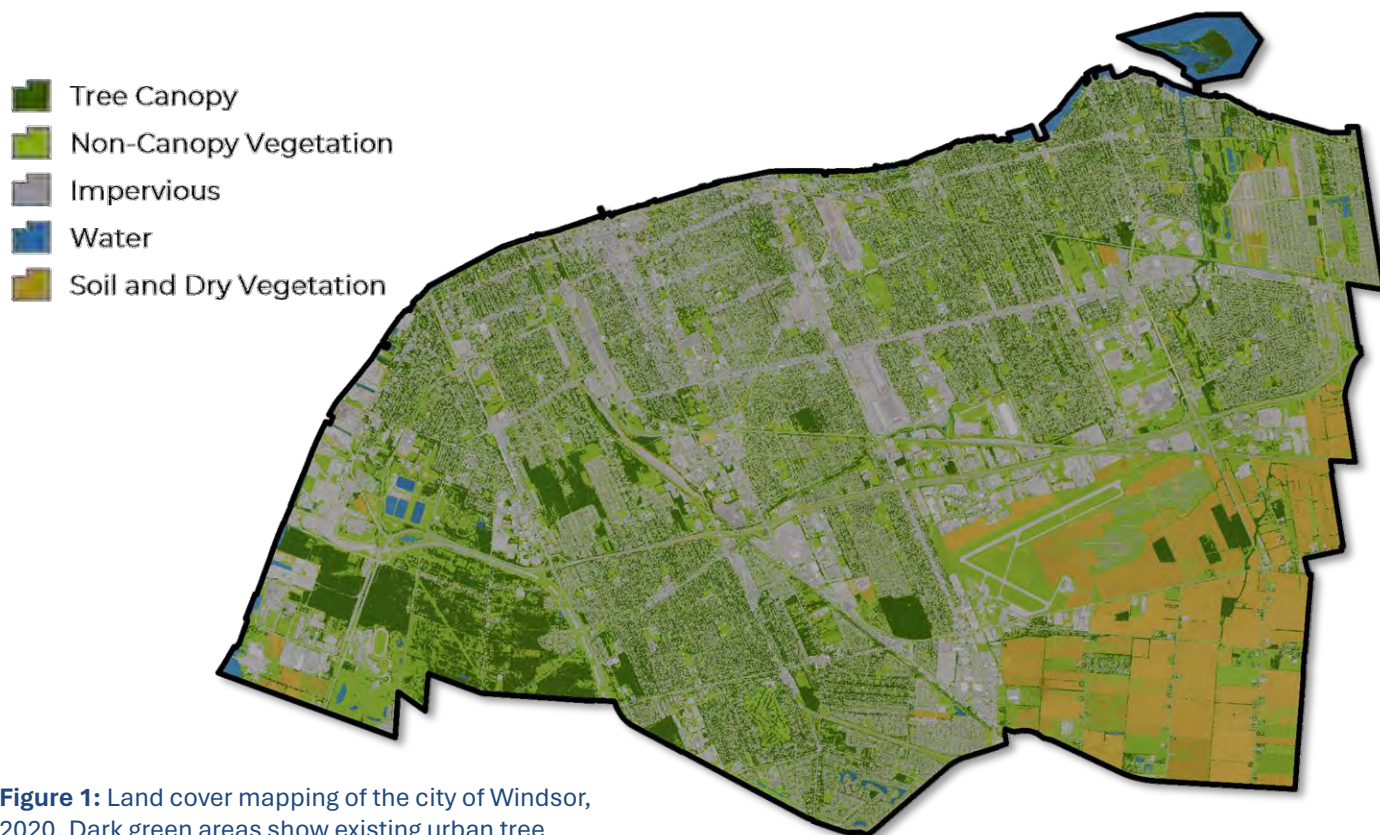 Tree Canopy
Non-Canopy Vegetation
Impervious
Water
Soil and Dry Vegetation
Figure 1: Land cover mapping of the city of Windsor,
2020. Dark green areas show existing urban tree